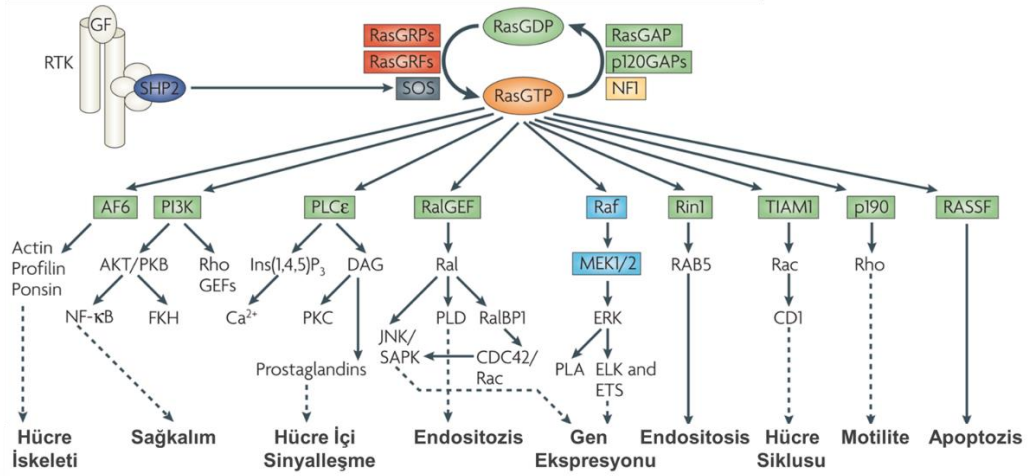 GF
RTK
SHP2
RasGRPs
RasGRFs
SOS
RasGDP
RasGTP
RasGAP
p120GAPs
NF1
AF6
PI3K
PLCε
RalGEF
Raf
Rin1
TIAM1
p190
RASSF
Actin
Profilin
Ponsin
AKT/PKB
Rho
GEFs
Ins(1,4,5)P₃
DAG
Ral
MEK1/2
RAB5
Rac
Rho
NF-κB
FKH
Ca²⁺
PKC
JNK/
SAPK
PLD
RalBP1
ERK
CD1
Prostaglandins
CDC42/
Rac
PLA
ELK and
ETS
Hücre
İskeleti
Sağkalım
Hücre İçi
Sinyalleşme
Endositozis
Gen
Ekspresyonu
Endositosis
Hücre
Siklusu
Motilite
Apoptozis